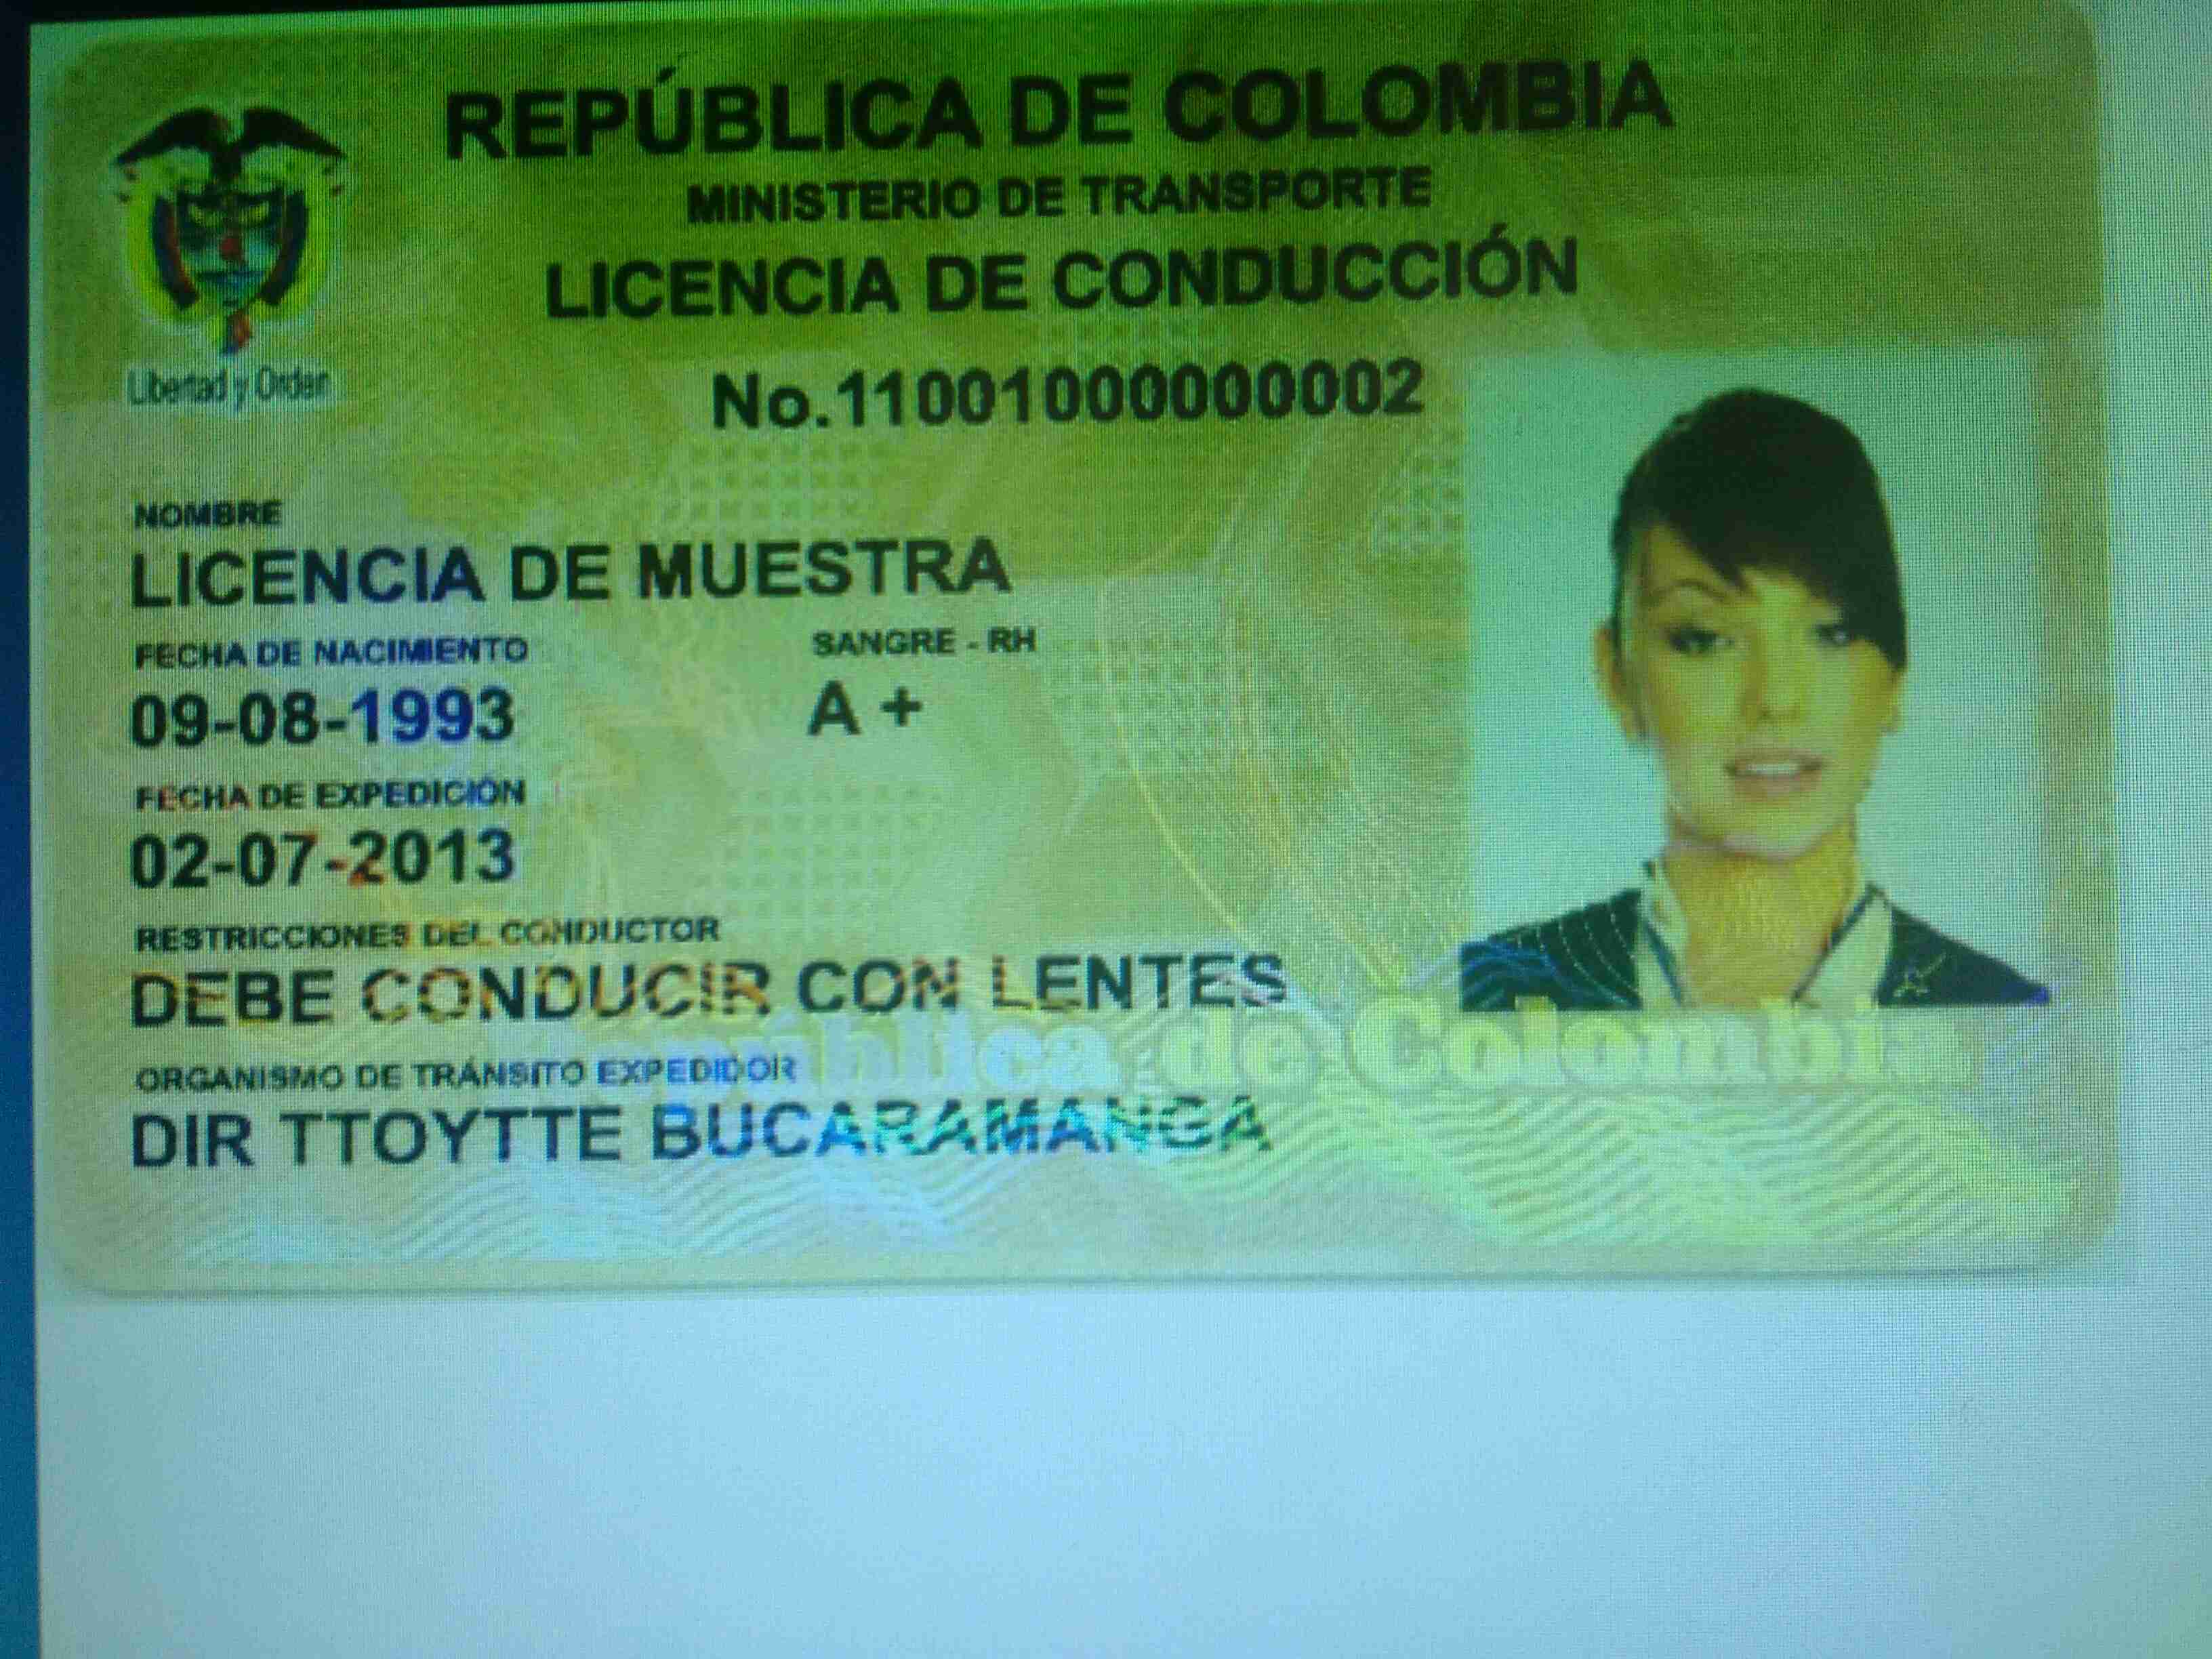 REPÚBLICA DE COLOMBIA
MINISTERIO DE TRANSPORTE
LICENCIA DE CONDUCCIÓN
Libertad y Orden
No.11001000000002
NOMBRE
LICENCIA DE MUESTRA
FECHA DE NACIMIENTO
09-08-1993
SANGRE - RH
A +
FECHA DE EXPEDICIÓN
02-07-2013
RESTRICCIONES DEL CONDUCTOR
DEBE CONDUCIR CON LENTES
ORGANISMO DE TRÁNSITO EXPEDIDOR
DIR TTOYTTE BUCARAMANGA
de Colombia